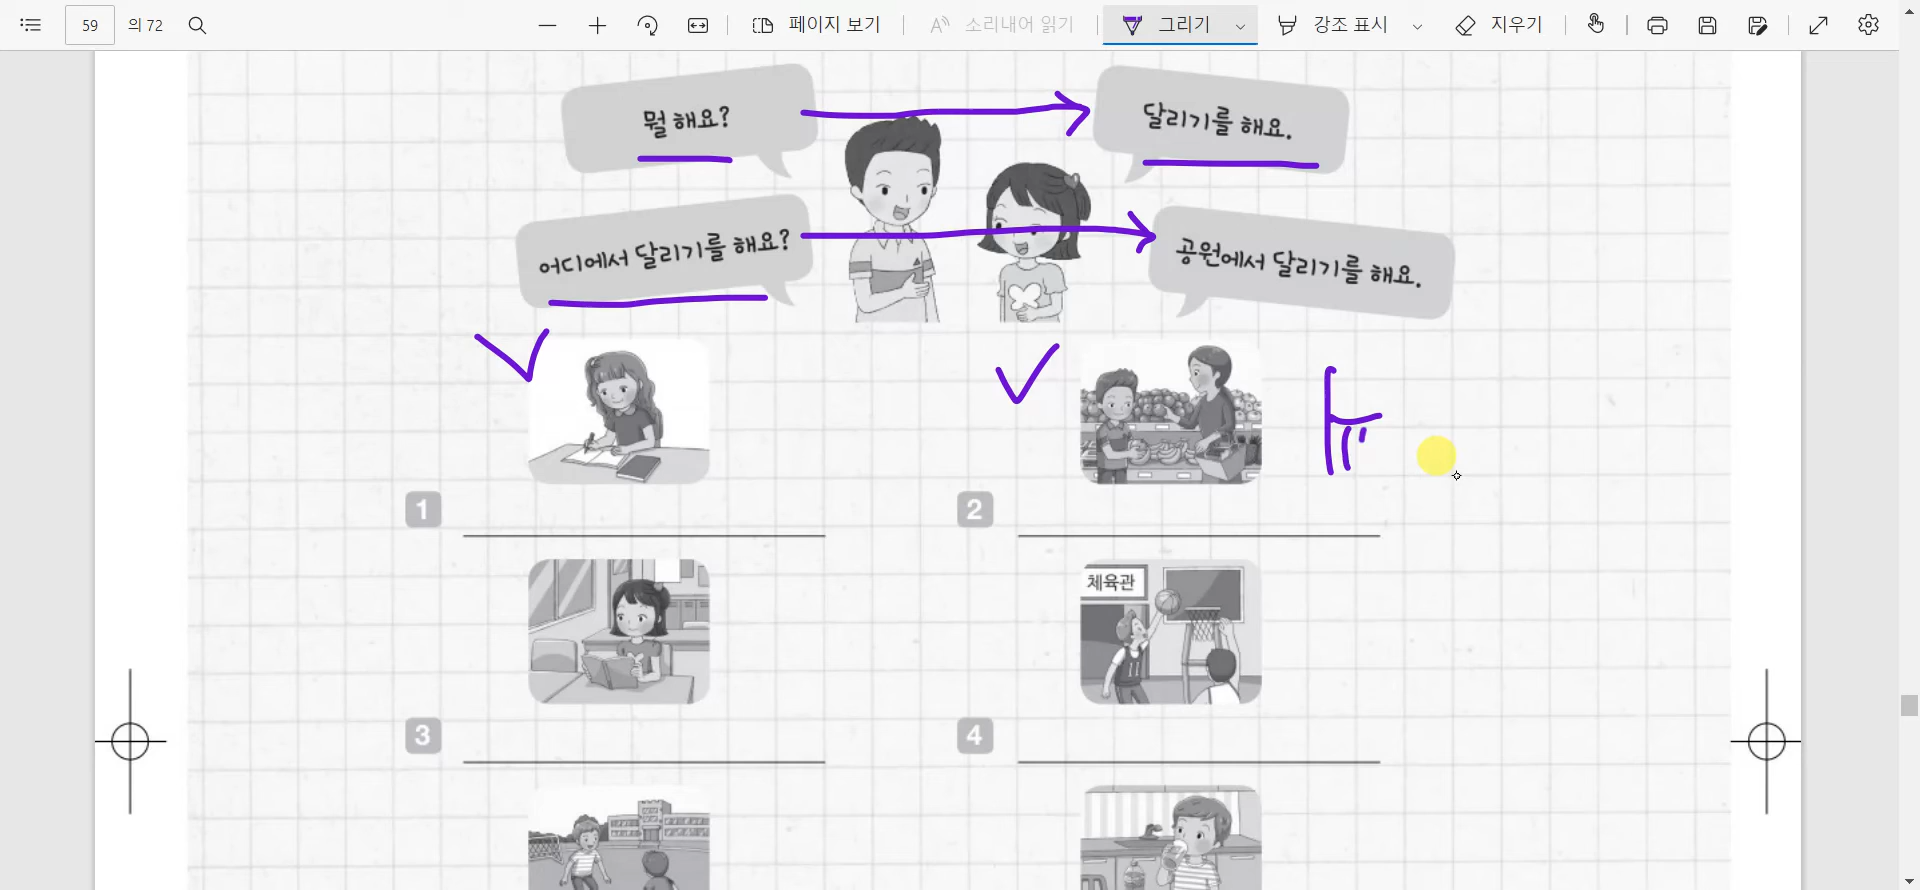 59 의 72 페이지 보기 소리내어 읽기 그리기 강조 표시 지우기
뭘 해요?
달리기를 해요.
어디에서 달리기를 해요?
공원에서 달리기를 해요.
1
2
체육관
3
4